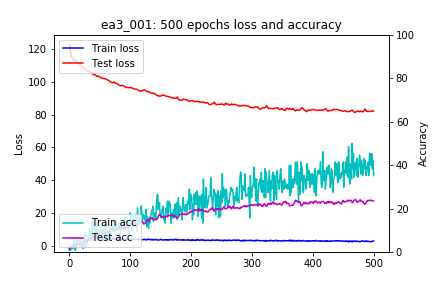 ea3_001: 500 epochs loss and accuracy
Train loss
Test loss
Train acc
Test acc
Loss
Accuracy
120
100
80
60
40
20
0
100
80
60
40
20
0
0
100
200
300
400
500